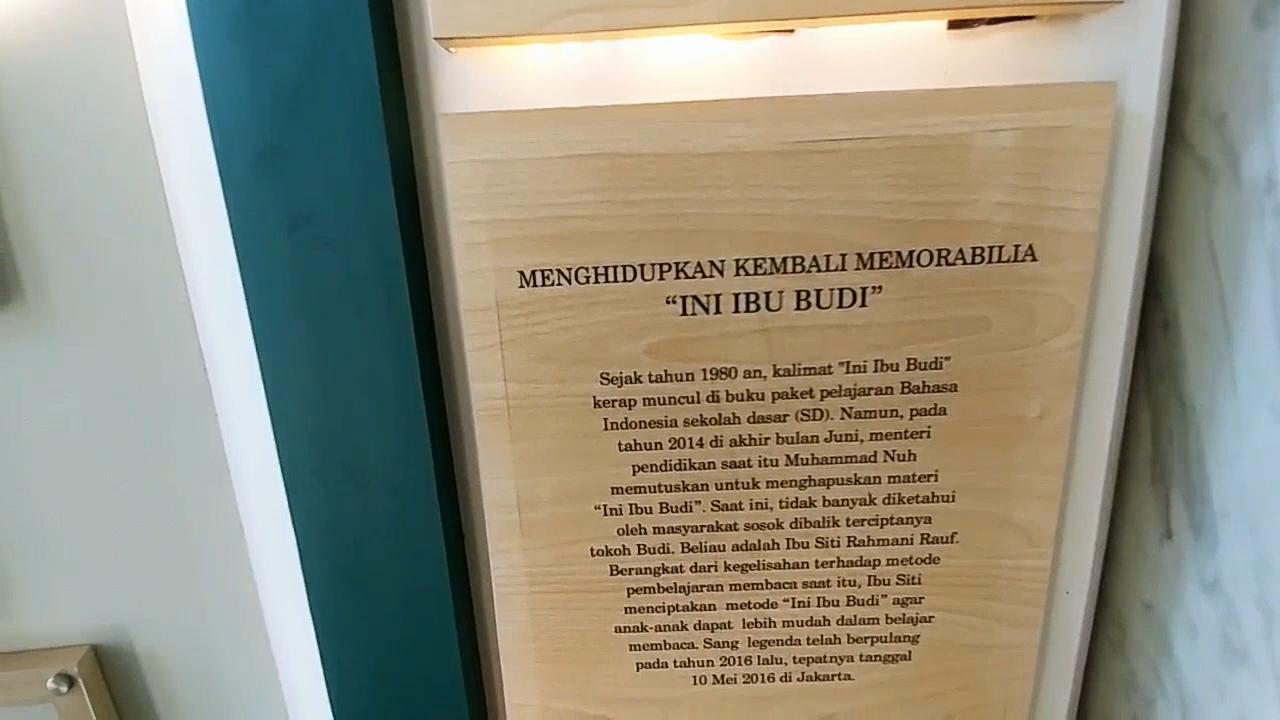 MENGHIDUPKAN KEMBALI MEMORABILIA
“INI IBU BUDI”
Sejak tahun 1980 an, kalimat "Ini Ibu Budi"
kerap muncul di buku paket pelajaran Bahasa
Indonesia sekolah dasar (SD). Namun, pada
tahun 2014 di akhir bulan Juni, menteri
pendidikan saat itu Muhammad Nuh
memutuskan untuk menghapuskan materi
“Ini Ibu Budi”. Saat ini, tidak banyak diketahui
oleh masyarakat sosok dibalik terciptanya
tokoh Budi. Beliau adalah Ibu Siti Rahmani Rauf.
Berangkat dari kegelisahan terhadap metode
pembelajaran membaca saat itu, Ibu Siti
menciptakan metode “Ini Ibu Budi” agar
anak-anak dapat lebih mudah dalam belajar
membaca. Sang legenda telah berpulang
pada tahun 2016 lalu, tepatnya tanggal
10 Mei 2016 di Jakarta.